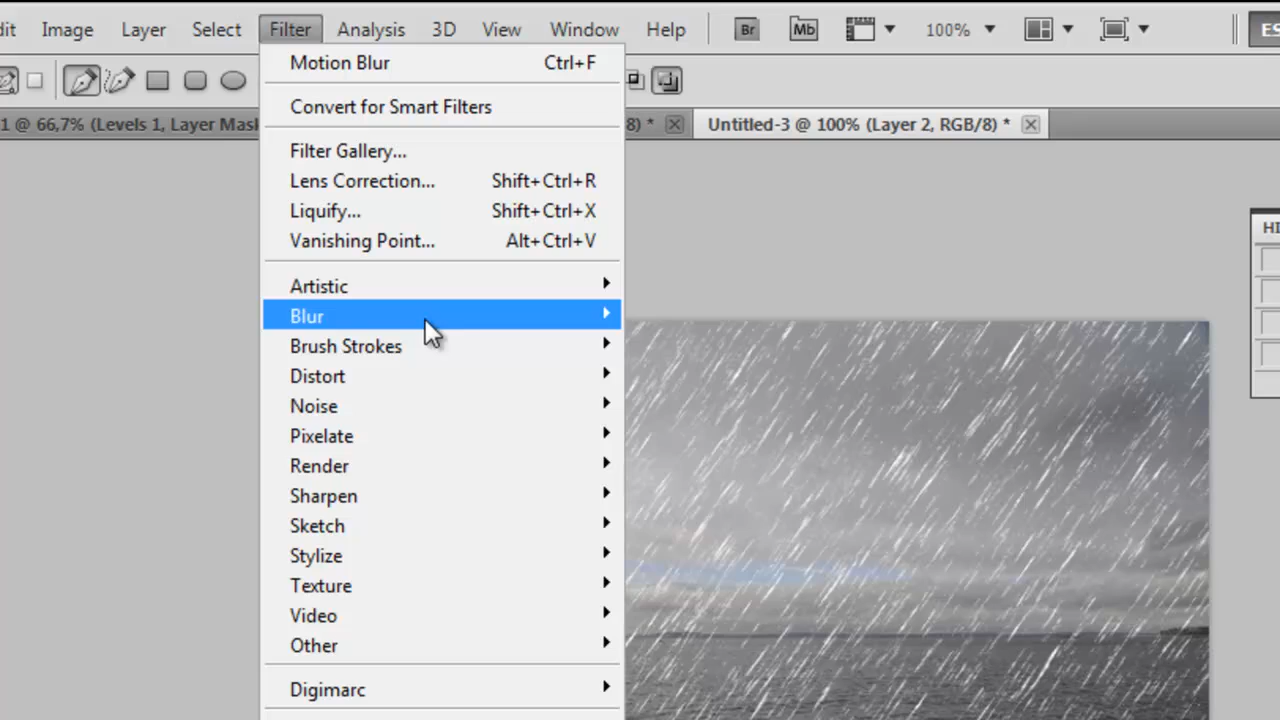 dit Image Layer Select Filter Analysis 3D View Window Help Br Mb 100% ES
1 @ 66,7% (Levels 1, Layer Mask 8) * Untitled-3 @ 100% (Layer 2, RGB/8) *
Motion Blur Ctrl+F
Convert for Smart Filters
Filter Gallery...
Lens Correction... Shift+Ctrl+R
Liquify... Shift+Ctrl+X
Vanishing Point... Alt+Ctrl+V
HI
Artistic
Blur
Brush Strokes
Distort
Noise
Pixelate
Render
Sharpen
Sketch
Stylize
Texture
Video
Other
Digimarc